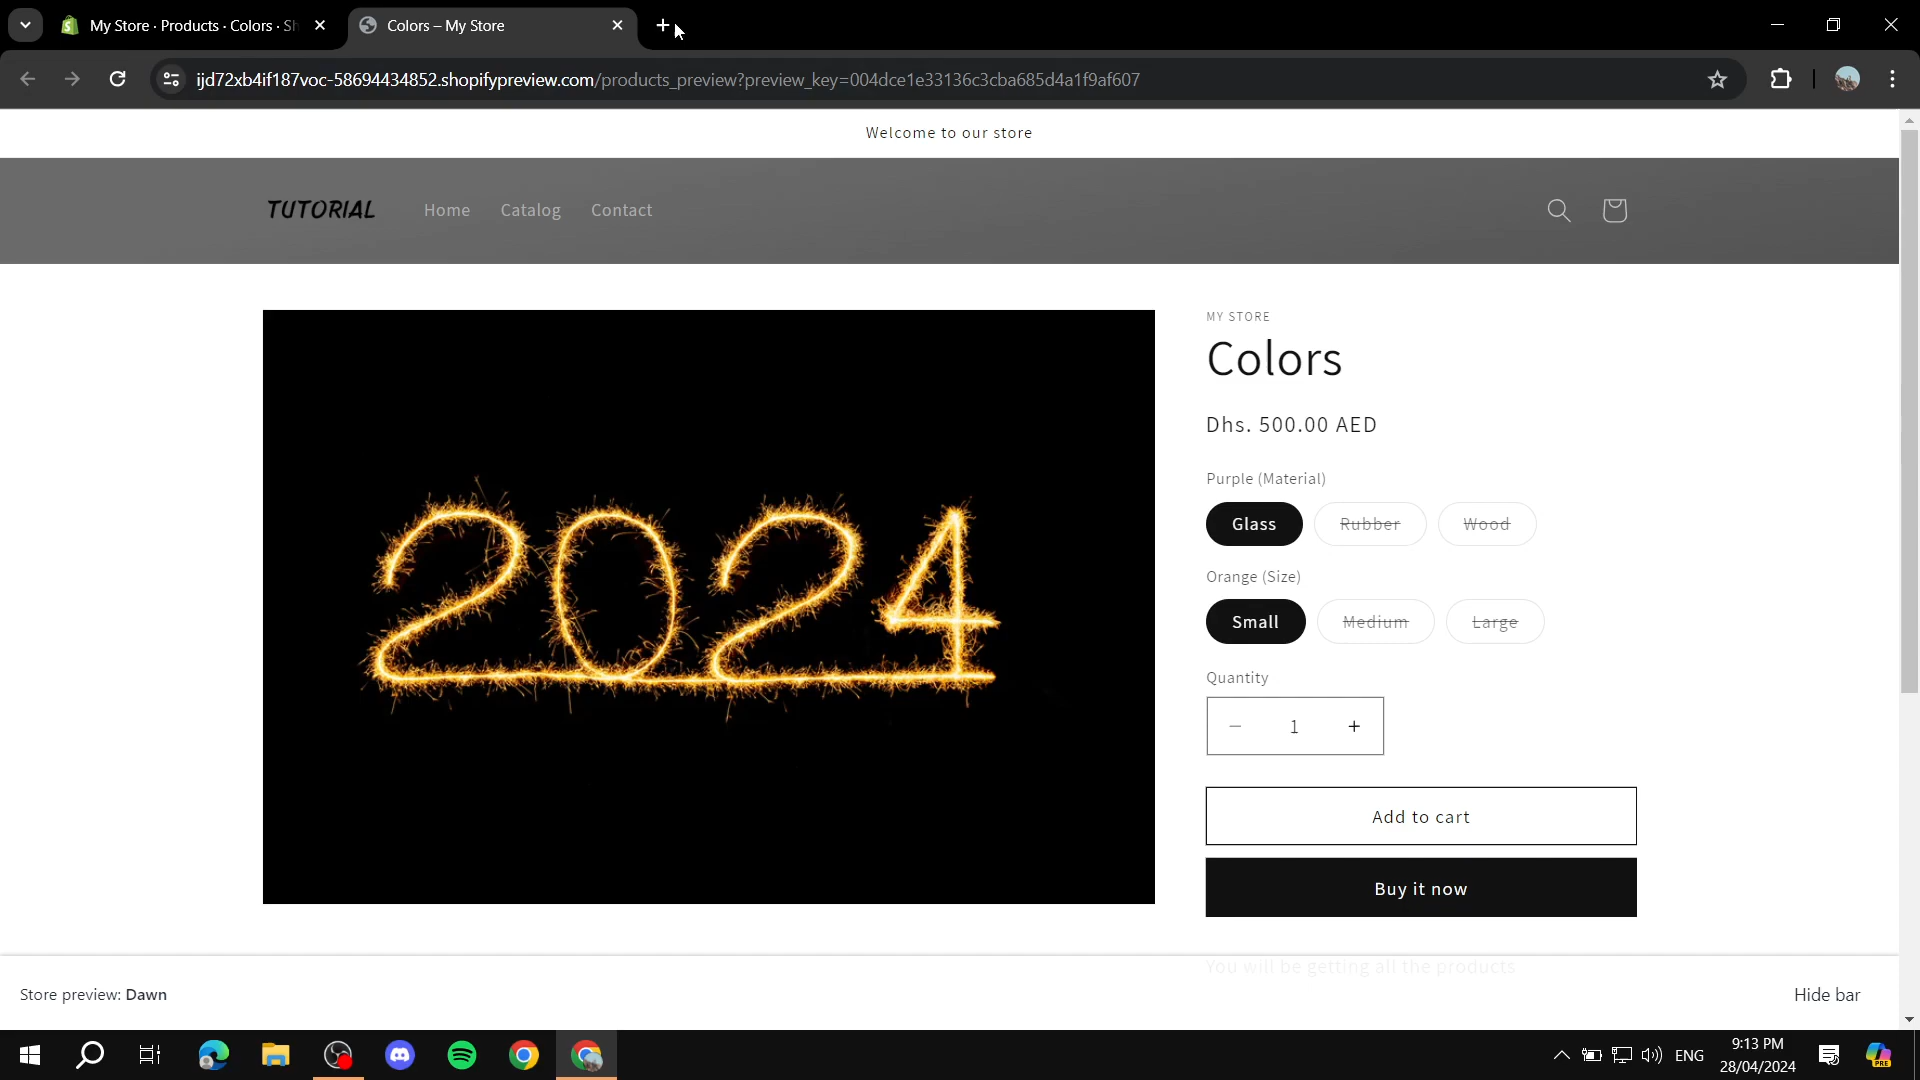 My Store · Products · Colors · Sh
Colors – My Store
ijd72xb4if187voc-58694434852.shopifypreview.com/products_preview?preview_key=004dce1e33136c3cba685d4a1f9af607
Welcome to our store
TUTORIAL
Home
Catalog
Contact
2024
MY STORE
Colors
Dhs. 500.00 AED
Purple (Material)
Glass
Rubber
Wood
Orange (Size)
Small
Medium
Large
Quantity
1
Add to cart
Buy it now
You will be getting all the products
Store preview: Dawn
Hide bar
ENG
9:13 PM
28/04/2024
PRE